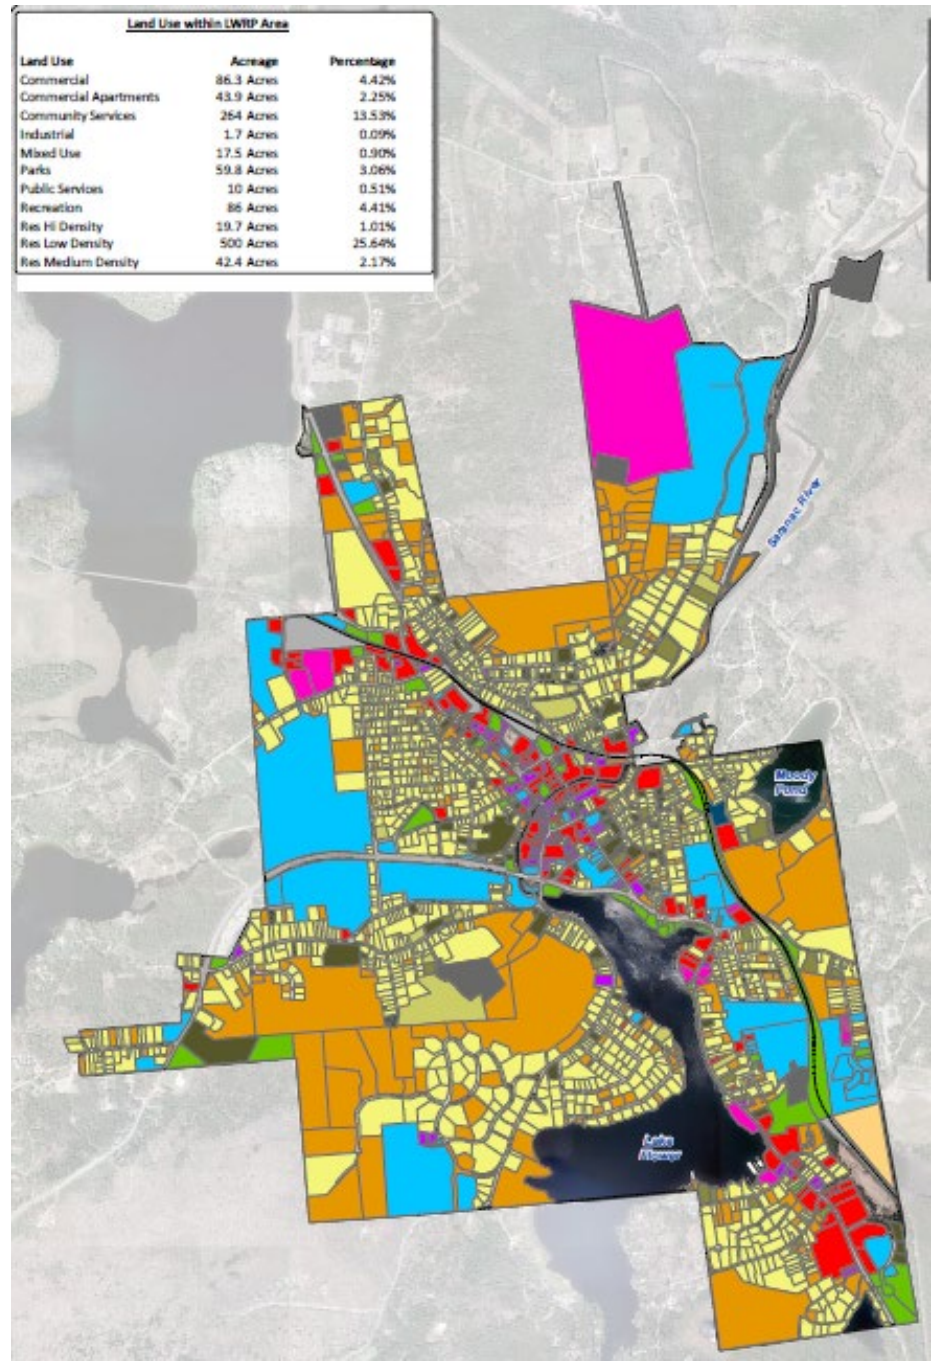 Land Use within LWRP Area
Land Use Acreage Percentage
Commercial 86.3 Acres 4.42%
Commercial Apartments 43.9 Acres 2.25%
Community Services 264 Acres 13.53%
Industrial 1.7 Acres 0.09%
Mixed Use 17.5 Acres 0.90%
Parks 59.8 Acres 3.06%
Public Services 10 Acres 0.51%
Recreation 86 Acres 4.41%
Res Hi Density 19.7 Acres 1.01%
Res Low Density 500 Acres 25.64%
Res Medium Density 42.4 Acres 2.17%
Saranac River
Moody
Pond
Lake
Flower